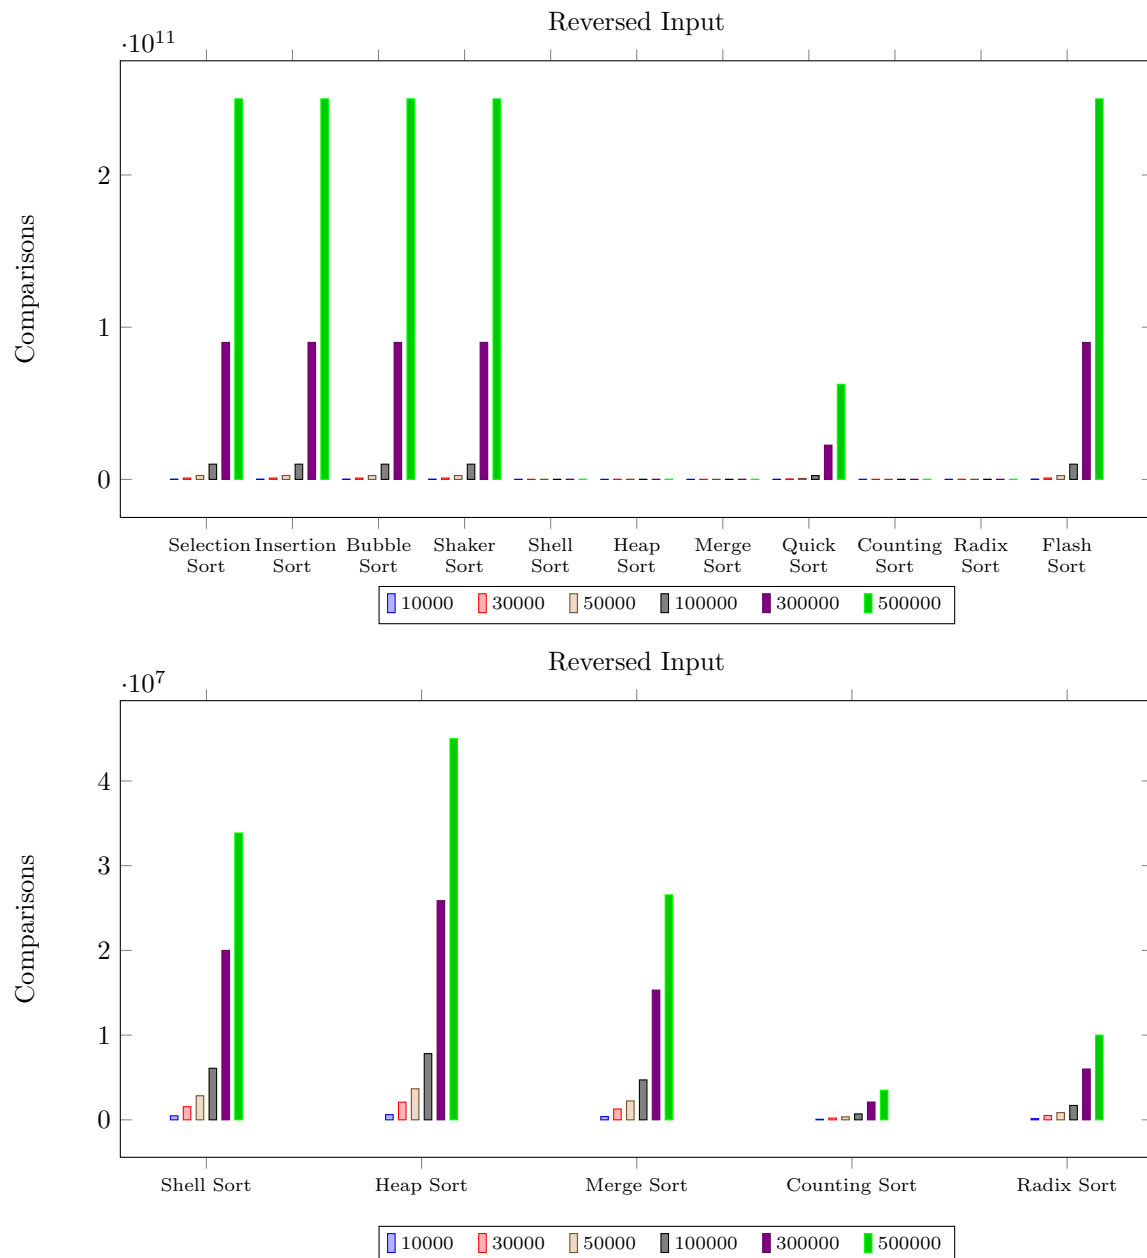 Reversed Input
·10^11
2
1
0
Comparisons
Selection Sort
Insertion Sort
Bubble Sort
Shaker Sort
Shell Sort
Heap Sort
Merge Sort
Quick Sort
Counting Sort
Radix Sort
Flash Sort
10000 30000 50000 100000 300000 500000
Reversed Input
·10^7
4
3
2
1
0
Comparisons
Shell Sort Heap Sort Merge Sort Counting Sort Radix Sort
10000 30000 50000 100000 300000 500000